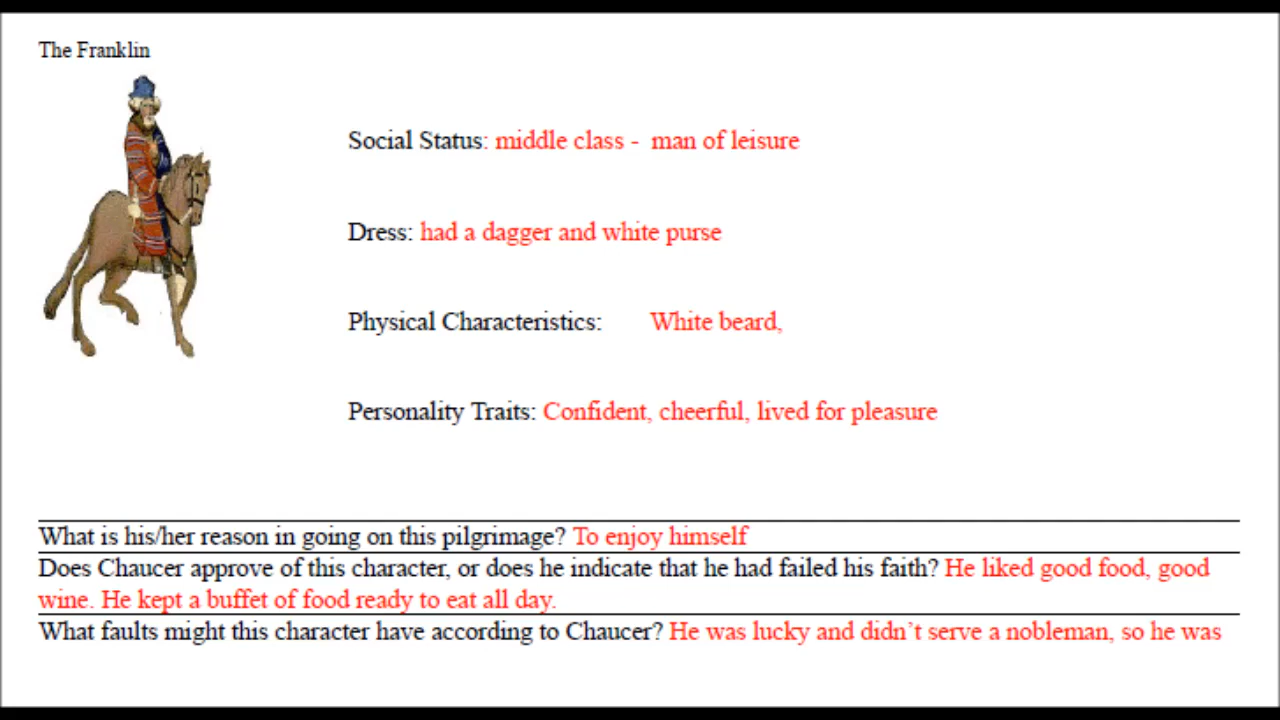 The Franklin
Social Status: middle class - man of leisure
Dress: had a dagger and white purse
Physical Characteristics: White beard,
Personality Traits: Confident, cheerful, lived for pleasure
What is his/her reason in going on this pilgrimage? To enjoy himself
Does Chaucer approve of this character, or does he indicate that he had failed his faith? He liked good food, good
wine. He kept a buffet of food ready to eat all day.
What faults might this character have according to Chaucer? He was lucky and didn’t serve a nobleman, so he was